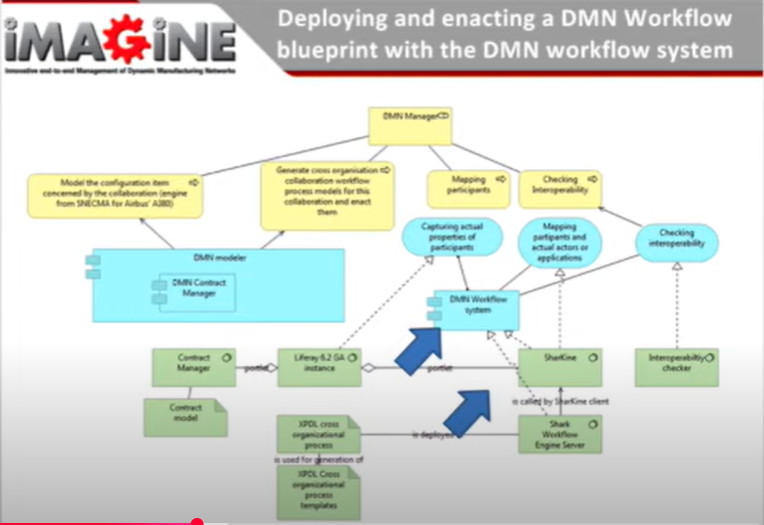 iMAGiNE
Innovative end-to-end Management of Dynamic Manufacturing Networks
Deploying and enacting a DMN Workflow
blueprint with the DMN workflow system
DMN Manager
Model the configuration item
concerned by the collaboration (engine
from SNECMA for Airbus' A380)
Generate cross organisation
collaboration workflow
process models for this
collaboration and enact
them
Mapping
participants
Checking
Interoperability
Capturing actual
properties of
participants
Mapping
partipants and
actual actors or
applications
Checking
interoperability
DMN modeler
DMN Contract
Manager
DMN Workflow
system
Contract
Manager
portlet
Liferay 6.2 GA
instance
portlet
SharKine
Interoperabiltiy
checker
Contract
model
is called by SharKine client
XPDL cross
organizational
process
is deployed
Shark
Workflow
Engine Server
is used for generation of
XPDL Cross
organizational
process templates